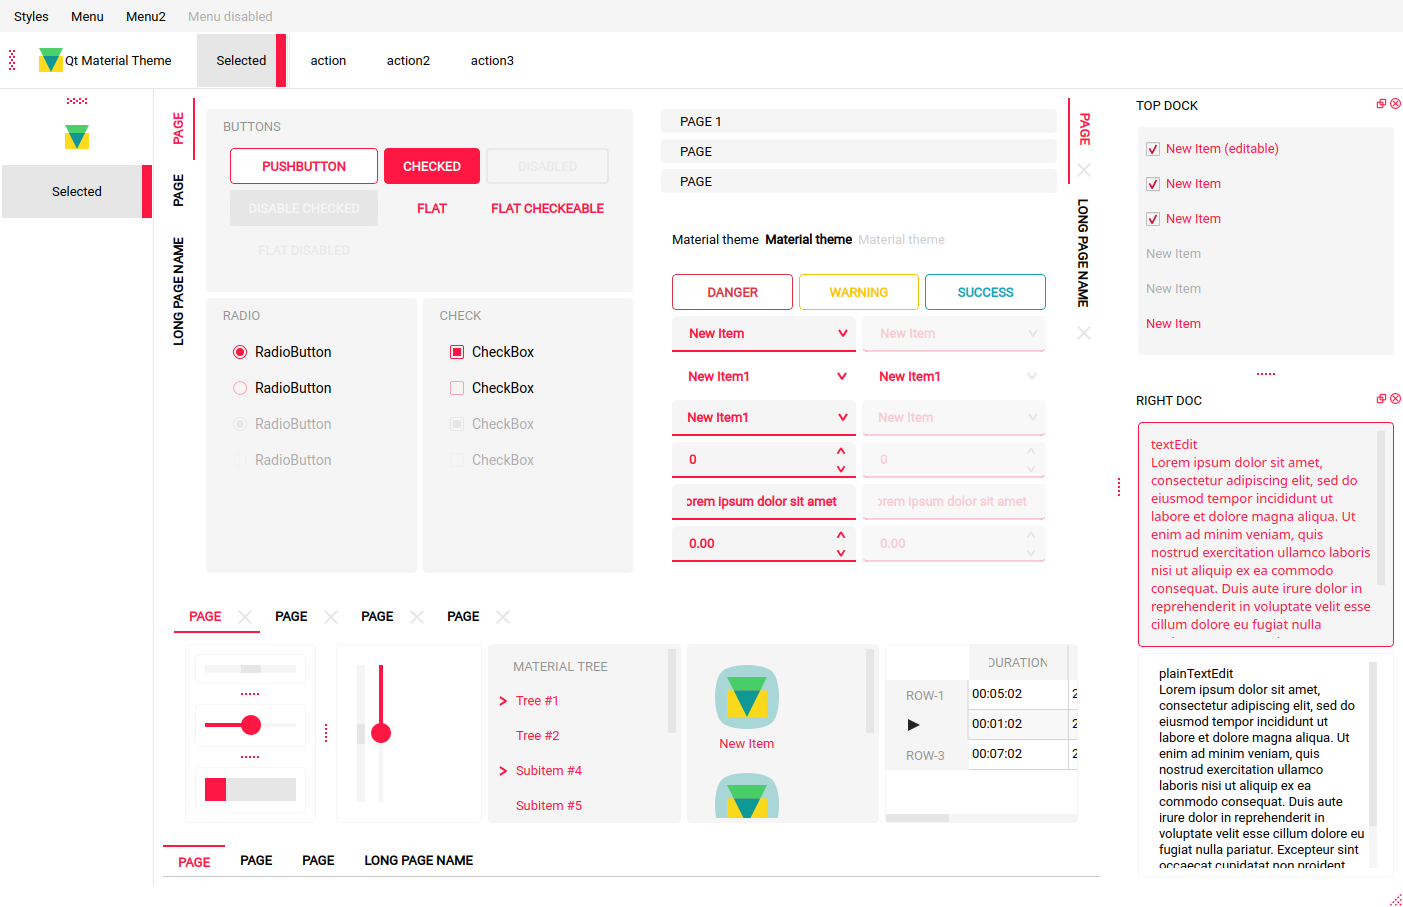 Styles Menu Menu2 Menu disabled
Qt Material Theme Selected action action2 action3
Selected
PAGE
PAGE
LONG PAGE NAME
BUTTONS
PUSHBUTTON CHECKED DISABLED
DISABLE CHECKED FLAT FLAT CHECKEABLE
FLAT DISABLED
RADIO
RadioButton
RadioButton
RadioButton
RadioButton
CHECK
CheckBox
CheckBox
CheckBox
CheckBox
PAGE 1
PAGE
PAGE
Material theme Material theme Material theme
DANGER WARNING SUCCESS
New Item New Item
New Item1 New Item1
New Item1 New Item
0 0
orem ipsum dolor sit amet orem ipsum dolor sit amet
0.00 0.00
PAGE
LONG PAGE NAME
PAGE PAGE PAGE PAGE
MATERIAL TREE
Tree #1
Tree #2
Subitem #4
Subitem #5
New Item
DURATION
ROW-1 00:05:02 2
00:01:02 2
ROW-3 00:07:02 2
PAGE PAGE PAGE LONG PAGE NAME
TOP DOCK
New Item (editable)
New Item
New Item
New Item
New Item
New Item
RIGHT DOC
textEdit
Lorem ipsum dolor sit amet,
consectetur adipiscing elit, sed do
eiusmod tempor incididunt ut
labore et dolore magna aliqua. Ut
enim ad minim veniam, quis
nostrud exercitation ullamco laboris
nisi ut aliquip ex ea commodo
consequat. Duis aute irure dolor in
reprehenderit in voluptate velit esse
cillum dolore eu fugiat nulla
plainTextEdit
Lorem ipsum dolor sit amet,
consectetur adipiscing elit, sed do
eiusmod tempor incididunt ut
labore et dolore magna aliqua. Ut
enim ad minim veniam, quis
nostrud exercitation ullamco
laboris nisi ut aliquip ex ea
commodo consequat. Duis aute
irure dolor in reprehenderit in
voluptate velit esse cillum dolore eu
fugiat nulla pariatur. Excepteur sint
occaecat cupidatat non proident